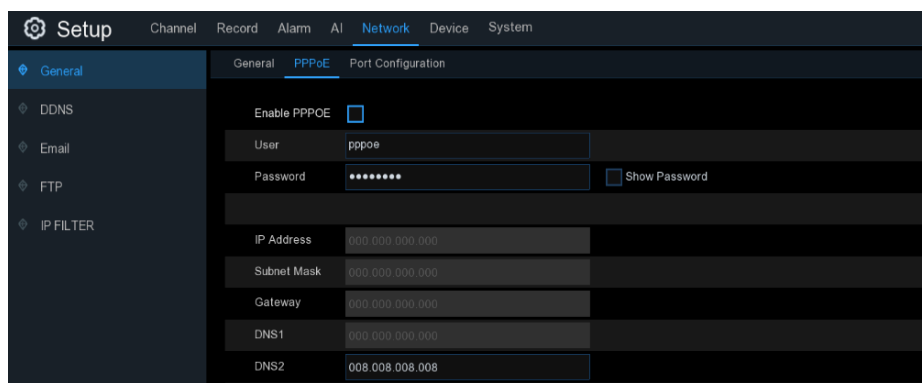 Setup Channel Record Alarm AI Network Device System
General
DDNS
Email
FTP
IP FILTER
General PPPoE Port Configuration
Enable PPPOE
User pppoe
Password •••••••• Show Password
IP Address 000.000.000.000
Subnet Mask 000.000.000.000
Gateway 000.000.000.000
DNS1 000.000.000.000
DNS2 008.008.008.008